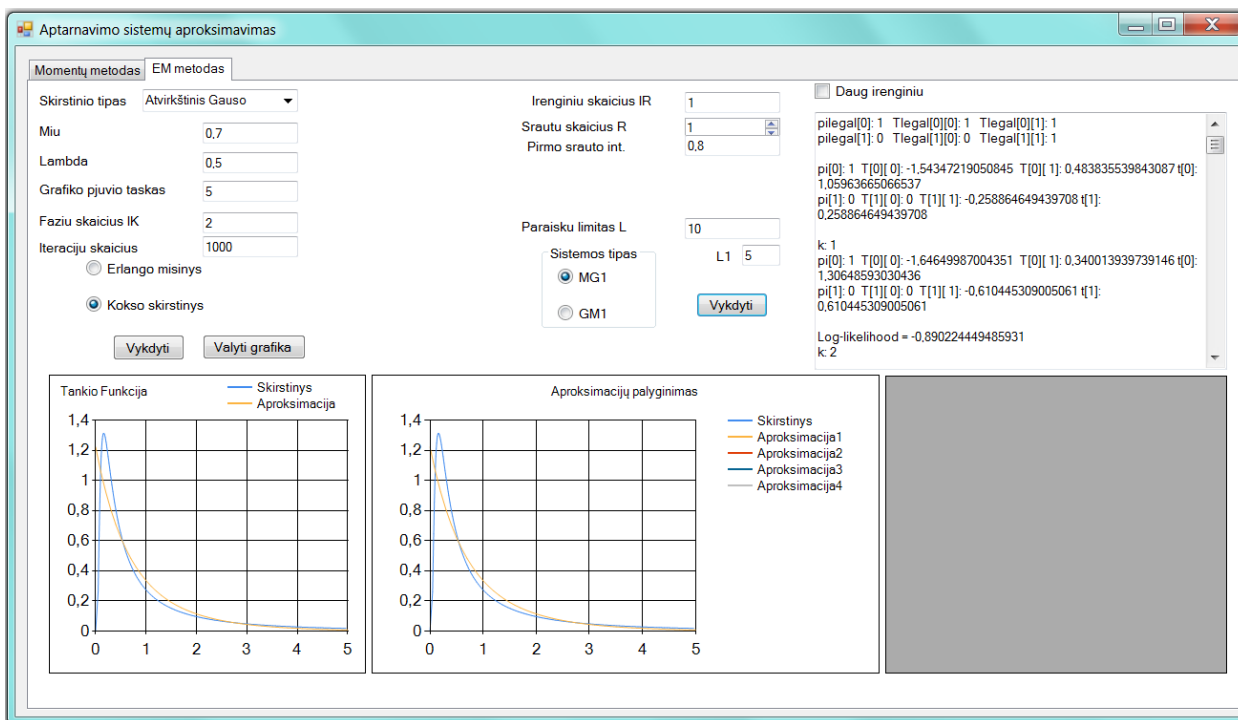 Aptarnavimo sistemų aproksimavimas
Momentų metodas
EM metodas
Skirstinio tipas
Atvirkštinis Gauso
Miu
0,7
Lambda
0,5
Grafiko pjuvio taskas
5
Faziu skaicius IK
2
Iteraciju skaicius
1000
Erlango misinys
Kokso skirstinys
Vykdyti
Valyti grafika
Irenginiu skaicius IR
1
Srautu skaicius R
1
Pirmo srauto int.
0,8
Paraisku limitas L
10
Sistemos tipas
MG1
GM1
L1
5
Vykdyti
Daug irenginiu
pilegal[0]: 1 Tlegal[0][0]: 1 Tlegal[0][1]: 1
pilegal[1]: 0 Tlegal[1][0]: 0 Tlegal[1][1]: 1
pi[0]: 1 T[0][ 0]: -1,54347219050845 T[0][ 1]: 0,483835539843087 t[0]:
1,05963665066537
pi[1]: 0 T[1][ 0]: 0 T[1][ 1]: -0,258864649439708 t[1]:
0,258864649439708
k: 1
pi[0]: 1 T[0][ 0]: -1,64649987004351 T[0][ 1]: 0,340013939739146 t[0]:
1,30648593030436
pi[1]: 0 T[1][ 0]: 0 T[1][ 1]: -0,610445309005061 t[1]:
0,610445309005061
Log-likelihood = -0,890224449485931
k: 2
Tankio Funkcija
Skirstinys
Aproksimacija
1,4
1,2
1
0,8
0,6
0,4
0,2
0
0 1 2 3 4 5
Aproksimacijų palyginimas
Skirstinys
Aproksimacija1
Aproksimacija2
Aproksimacija3
Aproksimacija4
1,4
1,2
1
0,8
0,6
0,4
0,2
0
0 1 2 3 4 5